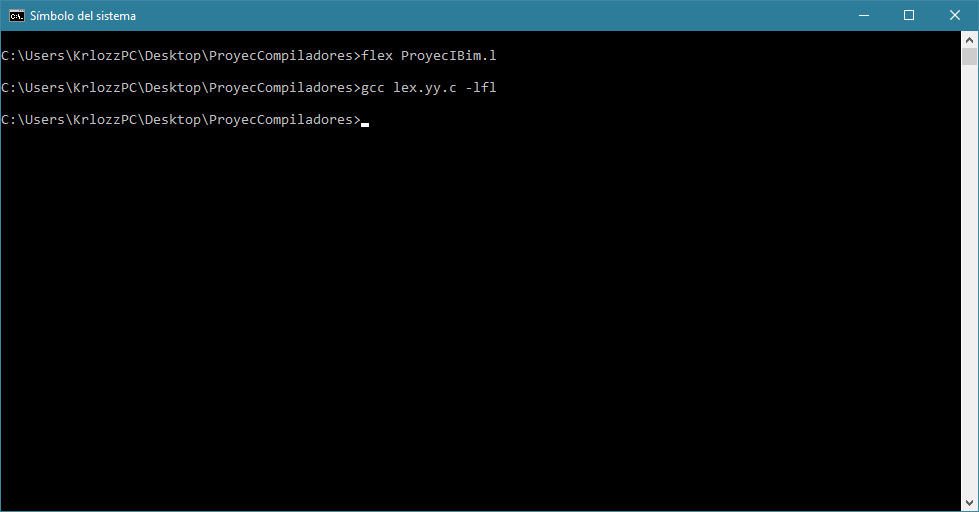 Símbolo del sistema
C:\Users\KrlozzPC\Desktop\ProyecCompiladores>flex ProyecIBim.l
C:\Users\KrlozzPC\Desktop\ProyecCompiladores>gcc lex.yy.c -lfl
C:\Users\KrlozzPC\Desktop\ProyecCompiladores>